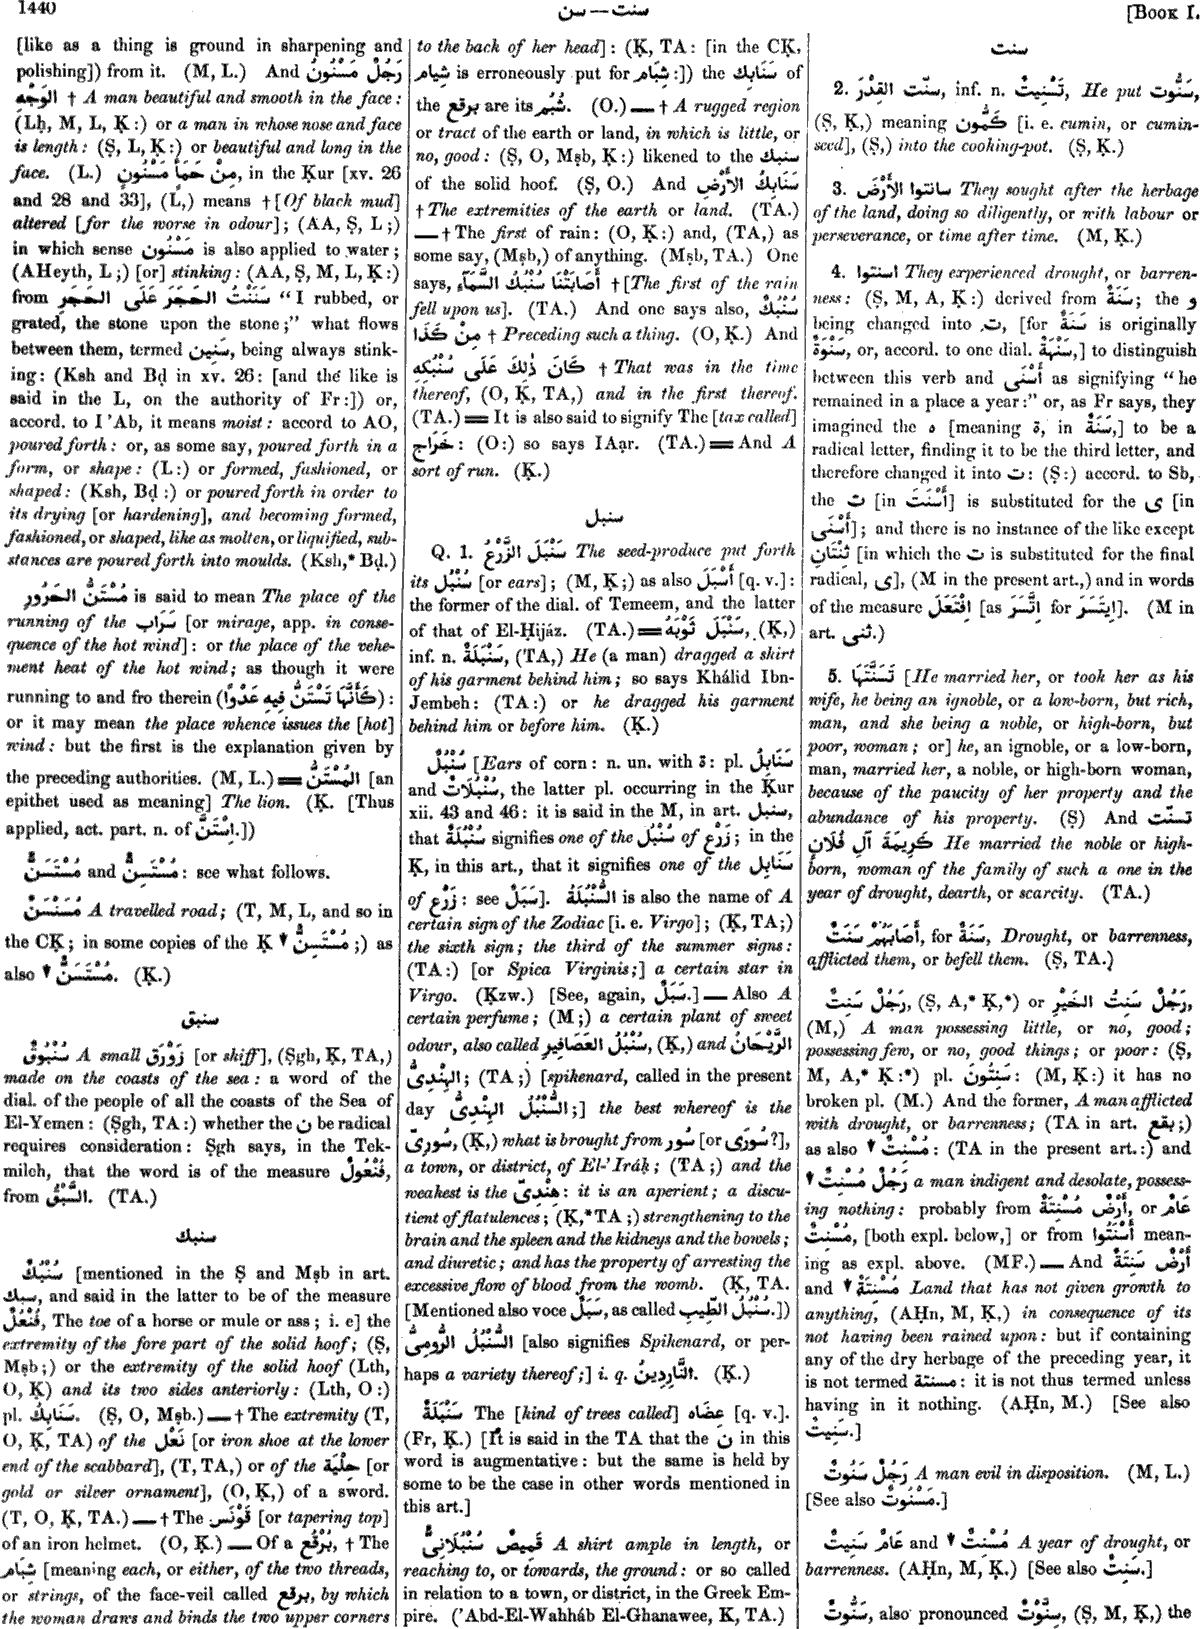 1440
سنت — سن
[Book I.
[like as a thing is ground in sharpening and
polishing]) from it. (M, L.) And رَجُلٌ مَسْنُونُ
الوَجْهِ † A man beautiful and smooth in the face:
(Lḥ, M, L, Ḳ:) or a man in whose nose and face
is length: (Ṣ, L, Ḳ:) or beautiful and long in the
face. (L.) مِنْ حَمَأٍ مَسْنُونٍ, in the Ḳur [xv. 26
and 28 and 33], (L,) means † [Of black mud]
altered [for the worse in odour]; (AA, Ṣ, L;)
in which sense مَسْنُون is also applied to water;
(AHeyth, L;) [or] stinking: (AA, Ṣ, M, L, Ḳ:)
from سَنَنْتُ الحَجَرَ عَلَى الحَجَرِ “I rubbed, or
grated, the stone upon the stone;” what flows
between them, termed سَنِين, being always stink-
ing: (Ksh and Bḍ in xv. 26: [and the like is
said in the L, on the authority of Fr:]) or,
accord. to I ’Ab, it means moist: accord to AO,
poured forth: or, as some say, poured forth in a
form, or shape: (L:) or formed, fashioned, or
shaped: (Ksh, Bḍ:) or poured forth in order to
its drying [or hardening], and becoming formed,
fashioned, or shaped, like as molten, or liquified, sub-
stances are poured forth into moulds. (Ksh,* Bḍ.)
مُسْتَنُّ الحَرُورِ is said to mean The place of the
running of the سَرَاب [or mirage, app. in conse-
quence of the hot wind]: or the place of the vehe-
ment heat of the hot wind; as though it were
running to and fro therein (كَأَنَّهَا تَسْتَنُّ فِيهِ عَدْوًا):
or it may mean the place whence issues the [hot]
wind: but the first is the explanation given by
the preceding authorities. (M, L.) ═ المُسْتَنُّ [an
epithet used as meaning] The lion. (Ḳ. [Thus
applied, act. part. n. of اِسْتَنَّ.])
مُسْتَسَنٌّ and مُسْتَسِنٌّ: see what follows.
مُسَنْسَنٌ A travelled road; (T, M, L, and so in
the CḲ; in some copies of the Ḳ ▼ مُسْتَسِنٌّ;) as
also ▼ مُسْتَسَنٌّ. (Ḳ.)
سنبق
سُنْبُوقٌ A small زَوْرَق [or skiff], (Ṣgh, Ḳ, TA,)
made on the coasts of the sea: a word of the
dial. of the people of all the coasts of the Sea of
El-Yemen: (Ṣgh, TA:) whether the ن be radical
requires consideration: Ṣgh says, in the Tek-
mileh, that the word is of the measure فُنْعُولٌ,
from السَّبْقُ. (TA.)
سنبك
سُنْبُكٌ [mentioned in the Ṣ and Mṣb in art.
سبك, and said in the latter to be of the measure
فُنْعُلٌ, The toe of a horse or mule or ass; i. e] the
extremity of the fore part of the solid hoof; (Ṣ,
Mṣb;) or the extremity of the solid hoof (Lth,
O, Ḳ) and its two sides anteriorly: (Lth, O:)
pl. سَنَابِكُ. (Ṣ, O, Mṣb.) — † The extremity (T,
O, Ḳ, TA) of the نَعْل [or iron shoe at the lower
end of the scabbard], (T, TA,) or of the حِلْيَة [or
gold or silver ornament], (O, Ḳ,) of a sword.
(T, O, Ḳ, TA.) — † The قَوْنَس [or tapering top]
of an iron helmet. (O, Ḳ.) — Of a بُرْقُع, † The
شِبَام [meaning each, or either, of the two threads,
or strings, of the face-veil called برقع, by which
the woman draws and binds the two upper corners
to the back of her head]: (Ḳ, TA: [in the CḲ,
شِيام is erroneously put for شِبَام:]) the سَنَابِك of
the برقع are its شُبُم. (O.) — † A rugged region
or tract of the earth or land, in which is little, or
no, good: (Ṣ, O, Mṣb, Ḳ:) likened to the سنبك
of the solid hoof. (Ṣ, O.) And سَنَابِكُ الأَرْضِ
† The extremities of the earth or land. (TA.)
— † The first of rain: (O, Ḳ:) and, (TA,) as
some say, (Mṣb,) of anything. (Mṣb, TA.) One
says, أَصَابَتْنَا سُنْبُكُ السَّمَآءِ † [The first of the rain
fell upon us]. (TA.) And one says also, سُنْبُكٌ
مِنْ كَذَا † Preceding such a thing. (O, Ḳ.) And
كَانَ ذٰلِكَ عَلَى سُنْبُكِهِ † That was in the time
thereof, (O, Ḳ, TA,) and in the first thereof.
(TA.) ═ It is also said to signify The [tax called]
خَرَاج: (O:) so says IAạr. (TA.) ═ And A
sort of run. (Ḳ.)
سنبل
Q. 1. سَنْبَلَ الزَّرْعُ The seed-produce put forth
its سُنْبُل [or ears]; (M, Ḳ;) as also أَسْبَلَ [q. v.]:
the former of the dial. of Temeem, and the latter
of that of El-Ḥijáz. (TA.) ═ سَنْبَلَ ثَوْبَهُ, (Ḳ,)
inf. n. سَنْبَلَةٌ, (TA,) He (a man) dragged a skirt
of his garment behind him; so says Khálid Ibn-
Jembeh: (TA:) or he dragged his garment
behind him or before him. (Ḳ.)
سُنْبُلٌ [Ears of corn: n. un. with ة: pl. سَنَابِلُ
and سُنْبُلَاتٌ, the latter pl. occurring in the Ḳur
xii. 43 and 46: it is said in the M, in art. سنبل,
that سُنْبُلَةٌ signifies one of the سُنْبُل of زَرْع; in the
Ḳ, in this art., that it signifies one of the سَنَابِل
of زَرْع: see سَبَلٌ]. السُّنْبُلَةُ is also the name of A
certain sign of the Zodiac [i. e. Virgo]; (Ḳ, TA;)
the sixth sign; the third of the summer signs:
(TA:) [or Spica Virginis;] a certain star in
Virgo. (Ḳzw.) [See, again, سَبَلٌ.] — Also A
certain perfume; (M;) a certain plant of sweet
odour, also called سُنْبُلُ العَصَافِيرِ, (Ḳ,) and الرَّيْحَانُ
الهِنْدِىُّ; (TA;) [spikenard, called in the present
day السُّنْبُلُ الهِنْدِىُّ;] the best whereof is the
سُورِىّ, (Ḳ,) what is brought from سُور [or سُورَى?],
a town, or district, of El-’Iráḳ; (TA;) and the
weakest is the هِنْدِىّ: it is an aperient; a discu-
tient of flatulences; (Ḳ,* TA;) strengthening to the
brain and the spleen and the kidneys and the bowels;
and diuretic; and has the property of arresting the
excessive flow of blood from the womb. (Ḳ, TA.
[Mentioned also voce سَبَلٌ, as called سُنْبُلُ الطِّيبِ.])
السُّنْبُلُ الرُّومِىُّ [also signifies Spikenard, or per-
haps a variety thereof;] i. q. النَّارِدِينُ. (Ḳ.)
سَنْبَلَةٌ The [kind of trees called] عِضَاه [q. v.].
(Fr, Ḳ.) [It is said in the TA that the ن in this
word is augmentative: but the same is held by
some to be the case in other words mentioned in
this art.]
قَمِيصٌ سُنْبُلَانِىٌّ A shirt ample in length, or
reaching to, or towards, the ground: or so called
in relation to a town, or district, in the Greek Em-
pire. (’Abd-El-Wahháb El-Ghanawee, K, TA.)
سنت
2. سنّت القِدْرَ, inf. n. تَسْنِيتٌ, He put سَنُّوت,
(Ṣ, Ḳ,) meaning كَمُّون [i. e. cumin, or cumin-
seed], (Ṣ,) into the cooking-pot. (Ṣ, Ḳ.)
3. سانتوا الأَرْضَ They sought after the herbage
of the land, doing so diligently, or with labour or
perseverance, or time after time. (M, Ḳ.)
4. اسنتوا They experienced drought, or barren-
ness: (Ṣ, M, A, Ḳ:) derived from سَنَةٌ; the و
being changed into ت, [for سَنَةٌ is originally
سَنْوَةٌ, or, accord. to one dial. سَنْهَةٌ,] to distinguish
between this verb and أَسْنَى as signifying “he
remained in a place a year:” or, as Fr says, they
imagined the ه [meaning ة, in سَنَةٌ,] to be a
radical letter, finding it to be the third letter, and
therefore changed it into ت: (Ṣ:) accord. to Sb,
the ت [in أَسْنَتَ] is substituted for the ى [in
أَسْنَى]; and there is no instance of the like except
ثِنْتَانِ [in which the ت is substituted for the final
radical, ى], (M in the present art.,) and in words
of the measure اِفْتَعَلَ [as اِتَّسَرَ for اِيتَسَرَ]. (M in
art. ثنى.)
5. تَسَنَّتَهَا [He married her, or took her as his
wife, he being an ignoble, or a low-born, but rich,
man, and she being a noble, or high-born, but
poor, woman; or] he, an ignoble, or a low-born,
man, married her, a noble, or high-born woman,
because of the paucity of her property and the
abundance of his property. (Ṣ) And تسنّت
كَرِيمَةَ آلِ فُلَانٍ He married the noble or high-
born, woman of the family of such a one in the
year of drought, dearth, or scarcity. (TA.)
أَصَابَتْهُمْ سَنَتٌ, for سَنَةٌ, Drought, or barrenness,
afflicted them, or befell them. (Ṣ, TA.)
رَجُلٌ سَنِتٌ, (Ṣ, A,* Ḳ,*) or رَجُلٌ سَنِتُ الخَيْرِ,
(M,) A man possessing little, or no, good;
possessing few, or no, good things; or poor: (Ṣ,
M, A,* Ḳ:*) pl. سَنِتُونَ: (M, Ḳ:) it has no
broken pl. (M.) And the former, A man afflicted
with drought, or barrenness; (TA in art. بقع;)
as also ▼ مُسْنِتٌ: (TA in the present art.:) and
▼ رَجُلٌ مُسْنِتٌ a man indigent and desolate, possess-
ing nothing: probably from أَرْضٌ مُسْنِتَةٌ, or عَامٌ
مُسْنِتٌ, [both expl. below,] or from أَسْنَتُوا mean-
ing as expl. above. (MF.) — And أَرْضٌ سَنِتَةٌ
and ▼ مُسْنِتَةٌ Land that has not given growth to
anything, (AḤn, M, Ḳ,) in consequence of its
not having been rained upon: but if containing
any of the dry herbage of the preceding year, it
is not termed مسنتة: it is not thus termed unless
having in it nothing. (AḤn, M.) [See also
سَنِيتٌ.]
رَجُلٌ سَنُوتٌ A man evil in disposition. (M, L.)
[See also مَسْنُوتٌ.]
عَامٌ سَنِيتٌ and ▼ مُسْنِتٌ A year of drought, or
barrenness. (AḤn, M, Ḳ.) [See also سَنِتٌ.]
سَنُّوتٌ, also pronounced سِنَّوْتٌ, (Ṣ, M, Ḳ,) the